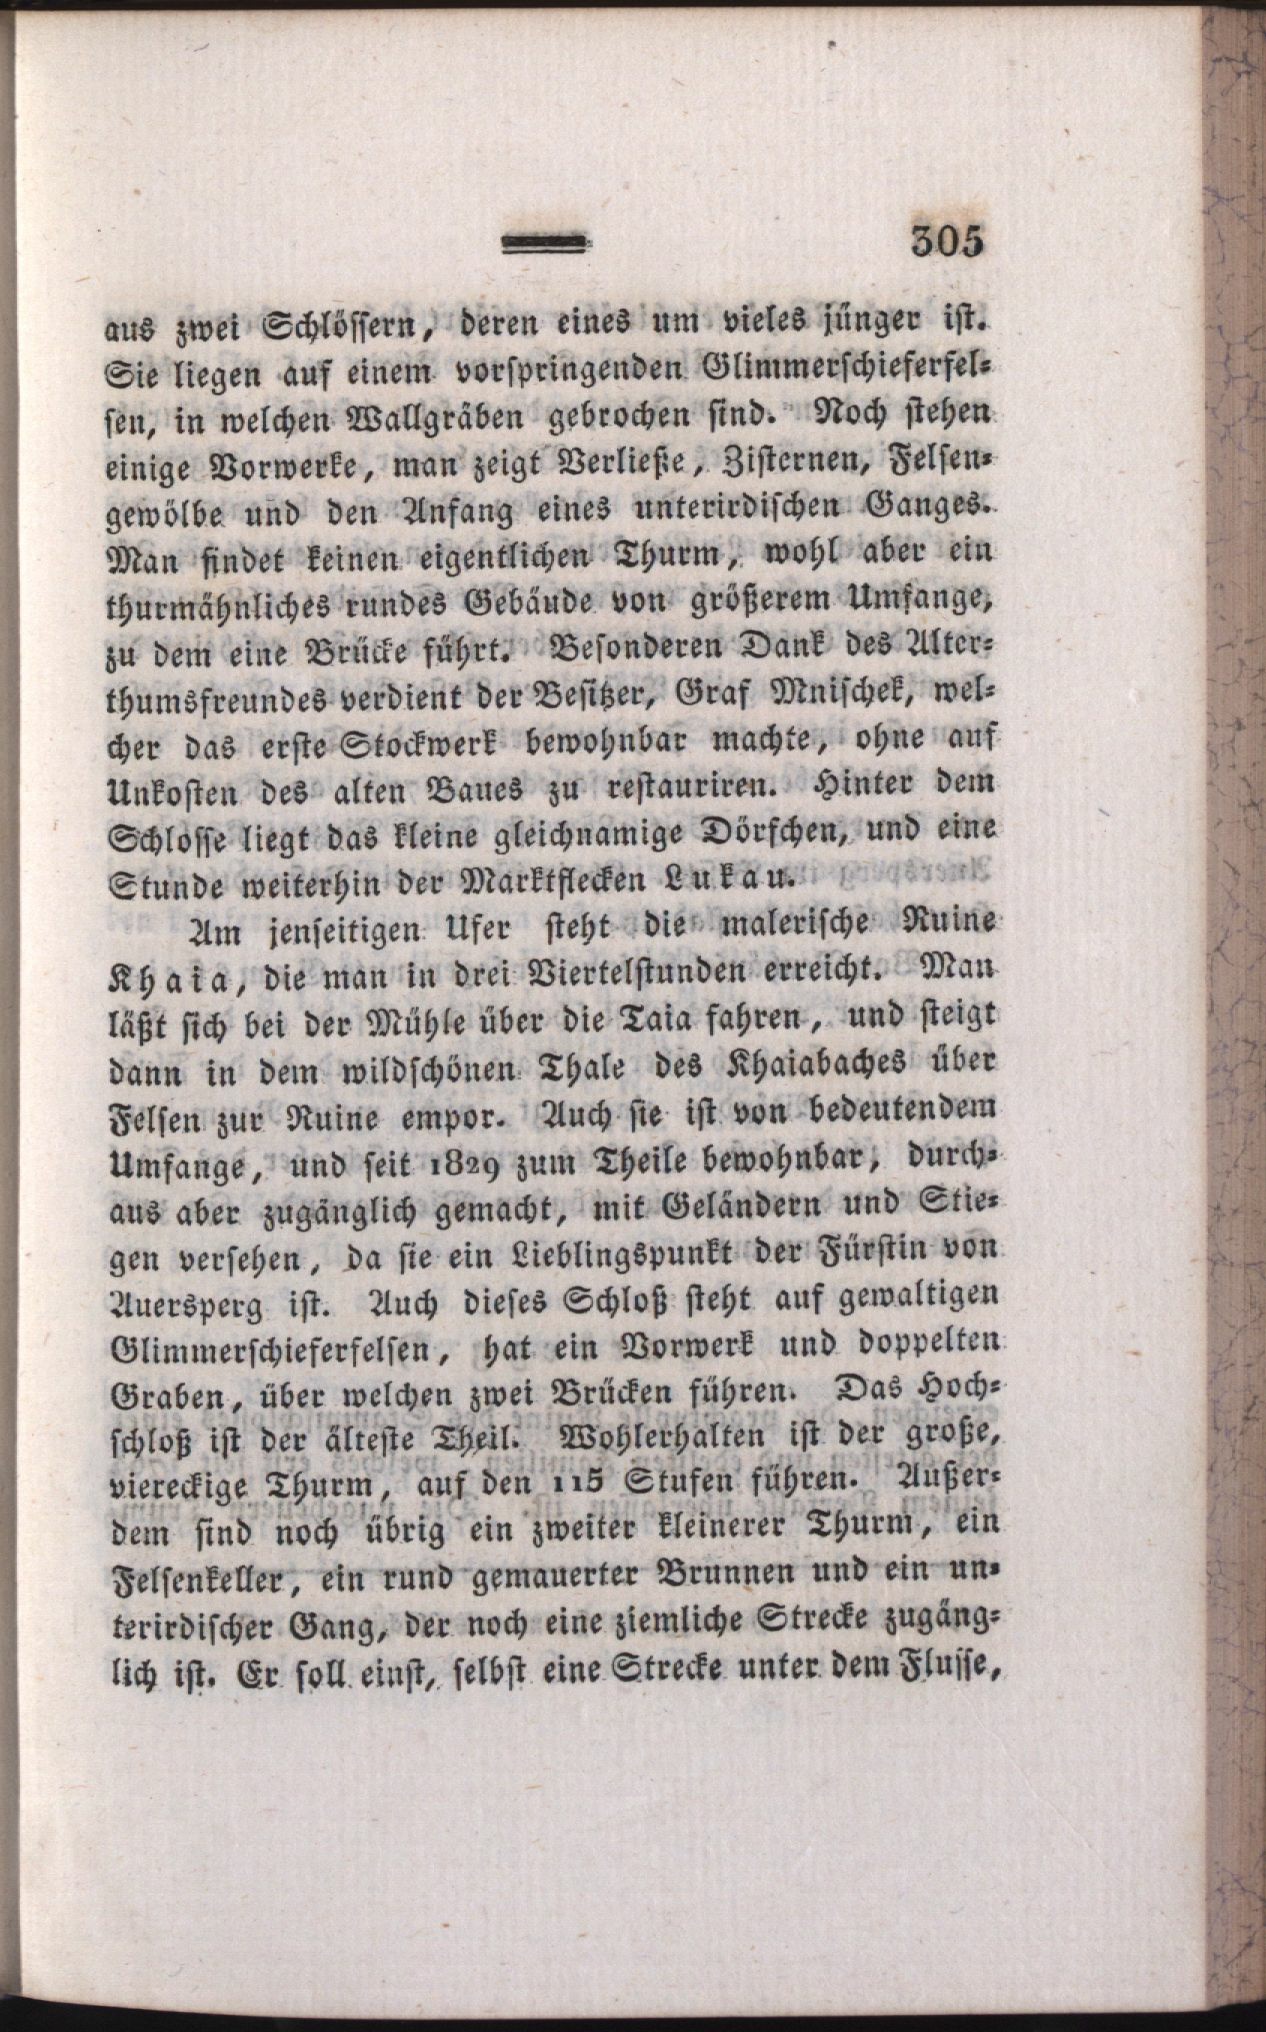 305
aus zwei Schlössern, deren eines um vieles jünger ist.
Sie liegen auf einem vorspringenden Glimmerschieferfel-
sen, in welchen Wallgräben gebrochen sind. Noch stehen
einige Vorwerke, man zeigt Verließe, Zisternen, Felsen-
gewölbe und den Anfang eines unterirdischen Ganges.
Man findet keinen eigentlichen Thurm, wohl aber ein
thurmähnliches rundes Gebäude von größerem Umfange,
zu dem eine Brücke führt. Besonderen Dank des Alter-
thumsfreundes verdient der Besitzer, Graf Mnischek, wel-
cher das erste Stockwerk bewohnbar machte, ohne auf
Unkosten des alten Baues zu restauriren. Hinter dem
Schlosse liegt das kleine gleichnamige Dörfchen, und eine
Stunde weiterhin der Marktflecken Lukau.
Am jenseitigen Ufer steht die malerische Ruine
Khaia, die man in drei Viertelstunden erreicht. Man
läßt sich bei der Mühle über die Taia fahren, und steigt
dann in dem wildschönen Thale des Khaiabaches über
Felsen zur Ruine empor. Auch sie ist von bedeutendem
Umfange, und seit 1829 zum Theile bewohnbar, durch-
aus aber zugänglich gemacht, mit Geländern und Stie-
gen versehen, da sie ein Lieblingspunkt der Fürstin von
Auersperg ist. Auch dieses Schloß steht auf gewaltigen
Glimmerschieferfelsen, hat ein Vorwerk und doppelten
Graben, über welchen zwei Brücken führen. Das Hoch-
schloß ist der älteste Theil. Wohlerhalten ist der große,
viereckige Thurm, auf den 115 Stufen führen. Außer-
dem sind noch übrig ein zweiter kleinerer Thurm, ein
Felsenkeller, ein rund gemauerter Brunnen und ein un-
terirdischer Gang, der noch eine ziemliche Strecke zugäng-
lich ist. Er soll einst, selbst eine Strecke unter dem Flusse,